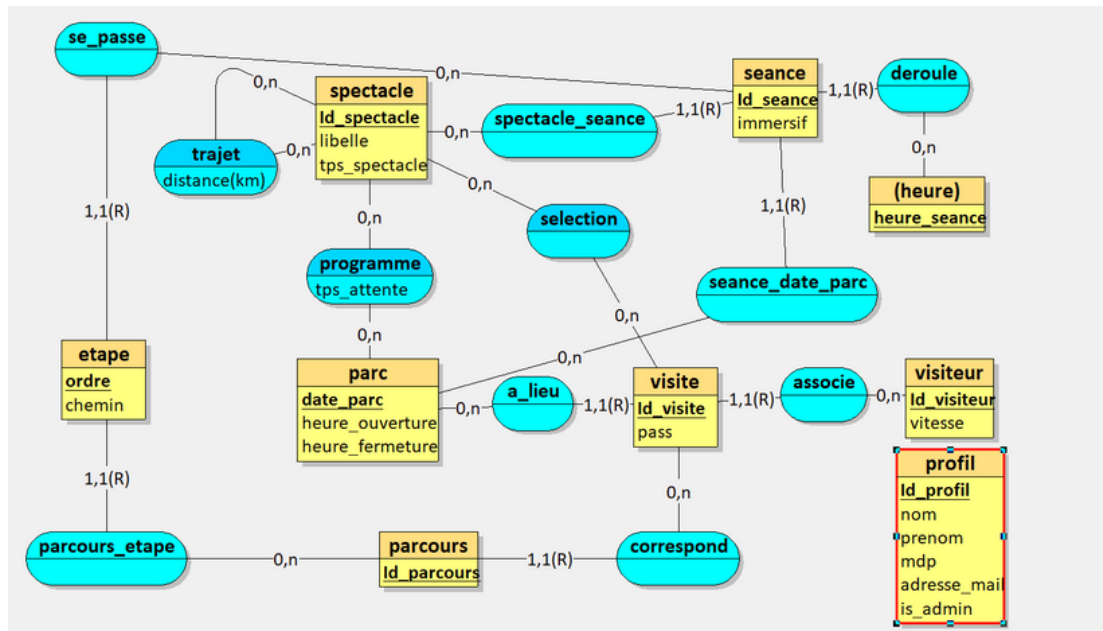 se_passe
0,n
seance
Id_seance
immersif
1,1(R)
deroule
0,n
spectacle
Id_spectacle
libelle
tps_spectacle
0,n
spectacle_seance
1,1(R)
trajet
distance(km)
0,n
0,n
(heure)
heure_seance
1,1(R)
0,n
0,n
selection
1,1(R)
programme
tps_attente
seance_date_parc
0,n
0,n
etape
ordre
chemin
0,n
parc
date_parc
heure_ouverture
heure_fermeture
0,n
a_lieu
1,1(R)
visite
Id_visite
pass
1,1(R)
associe
0,n
visiteur
Id_visiteur
vitesse
profil
Id_profil
nom
prenom
mdp
adresse_mail
is_admin
1,1(R)
0,n
parcours_etape
0,n
parcours
Id_parcours
1,1(R)
correspond